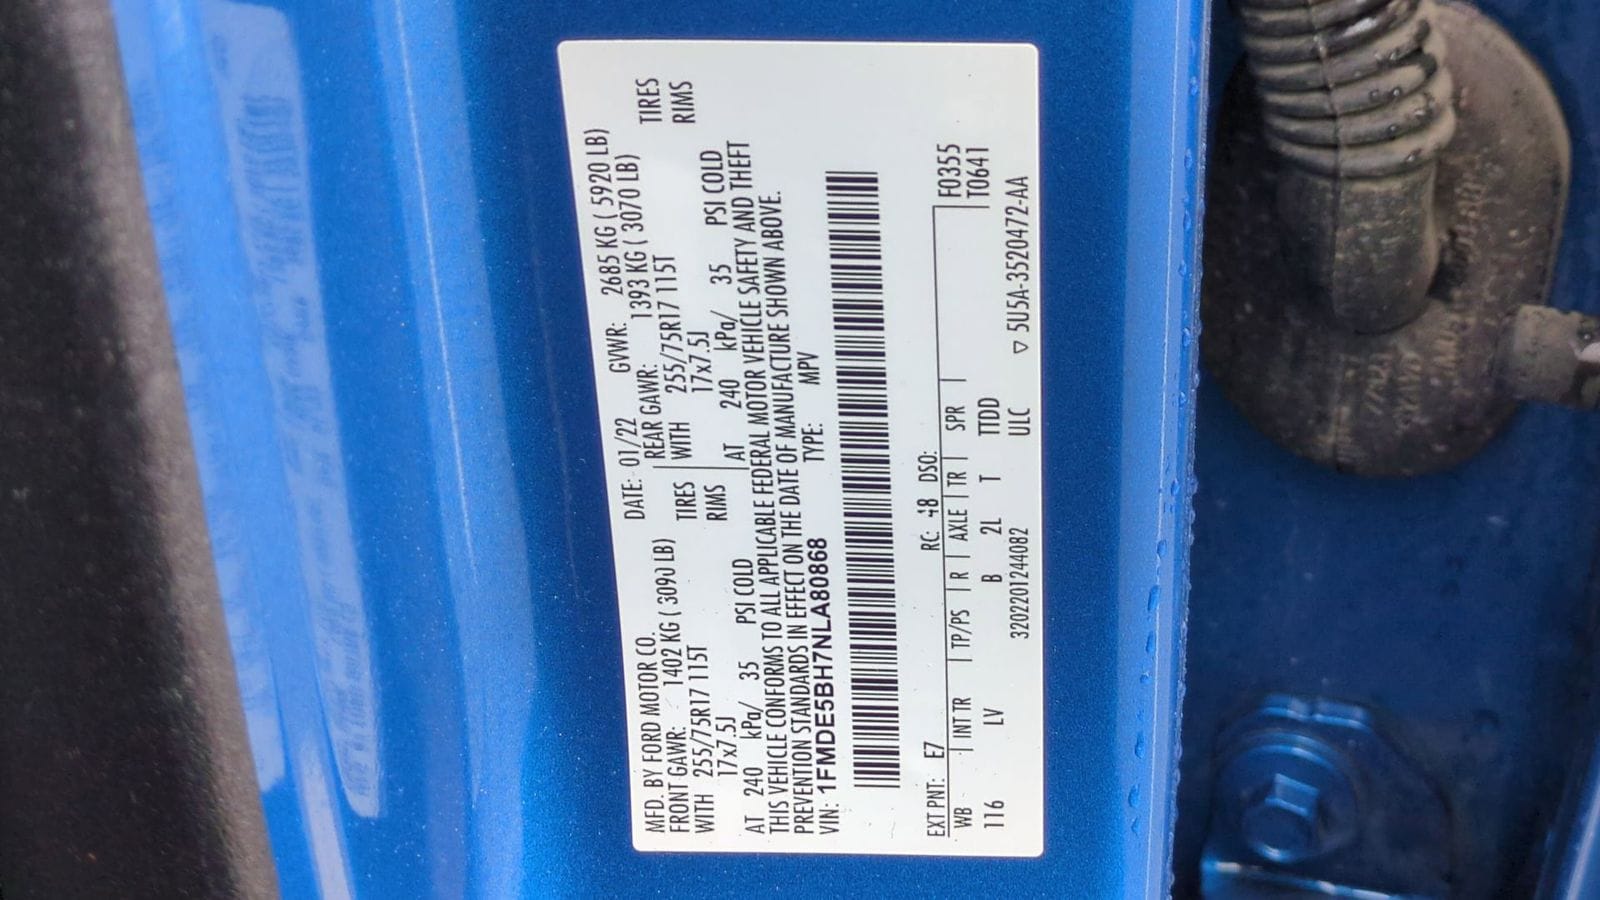 MFD. BY FORD MOTOR CO. DATE: 01/22 GVWR: 2685 KG ( 5920 LB)
FRONT GAWR: 1402 KG ( 3090 LB) REAR GAWR: 1393 KG ( 3070 LB)
WITH 255/75R17 115T TIRES WITH 255/75R17 115T TIRES
17x7.5J RIMS 17x7.5J RIMS
AT 240 kPa/ 35 PSI COLD AT 240 kPa/ 35 PSI COLD
THIS VEHICLE CONFORMS TO ALL APPLICABLE FEDERAL MOTOR VEHICLE SAFETY AND THEFT
PREVENTION STANDARDS IN EFFECT ON THE DATE OF MANUFACTURE SHOWN ABOVE.
VIN: 1FMDE5BH7NLA80868 TYPE: MPV
EXT PNT: E7 RC: 48 DSO: F0355
WB INT TR TP/PS R AXLE TR SPR T0641
116 LV B 2L T TTDD
320220124082 ULC ▽ 5U5A-3520472-AA